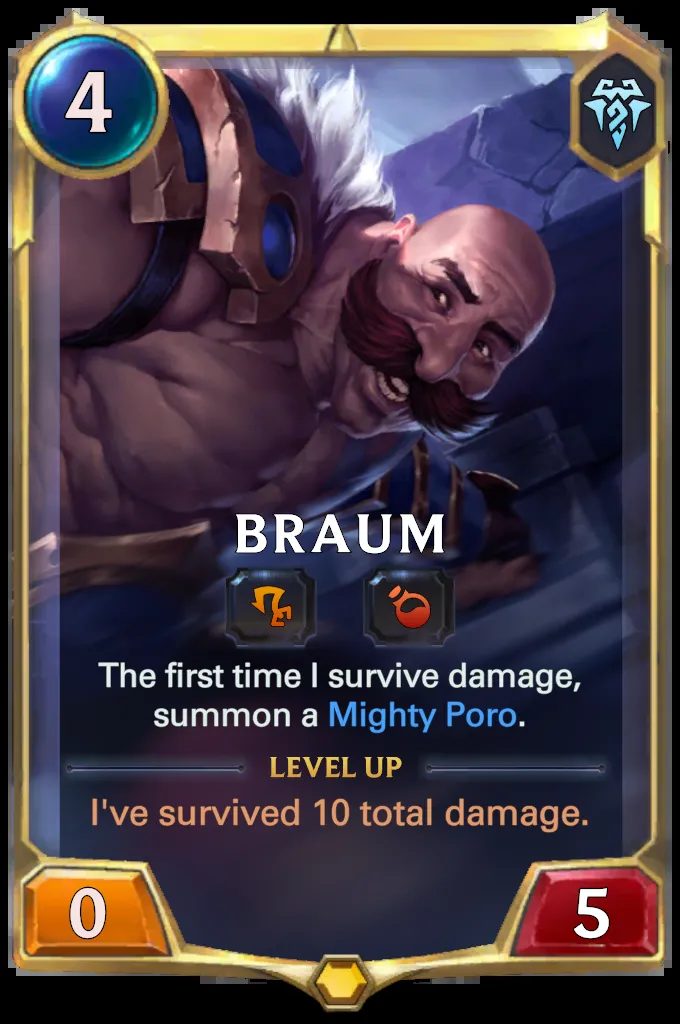 4
BRAUM
The first time I survive damage,
summon a Mighty Poro.
LEVEL UP
I've survived 10 total damage.
0
5